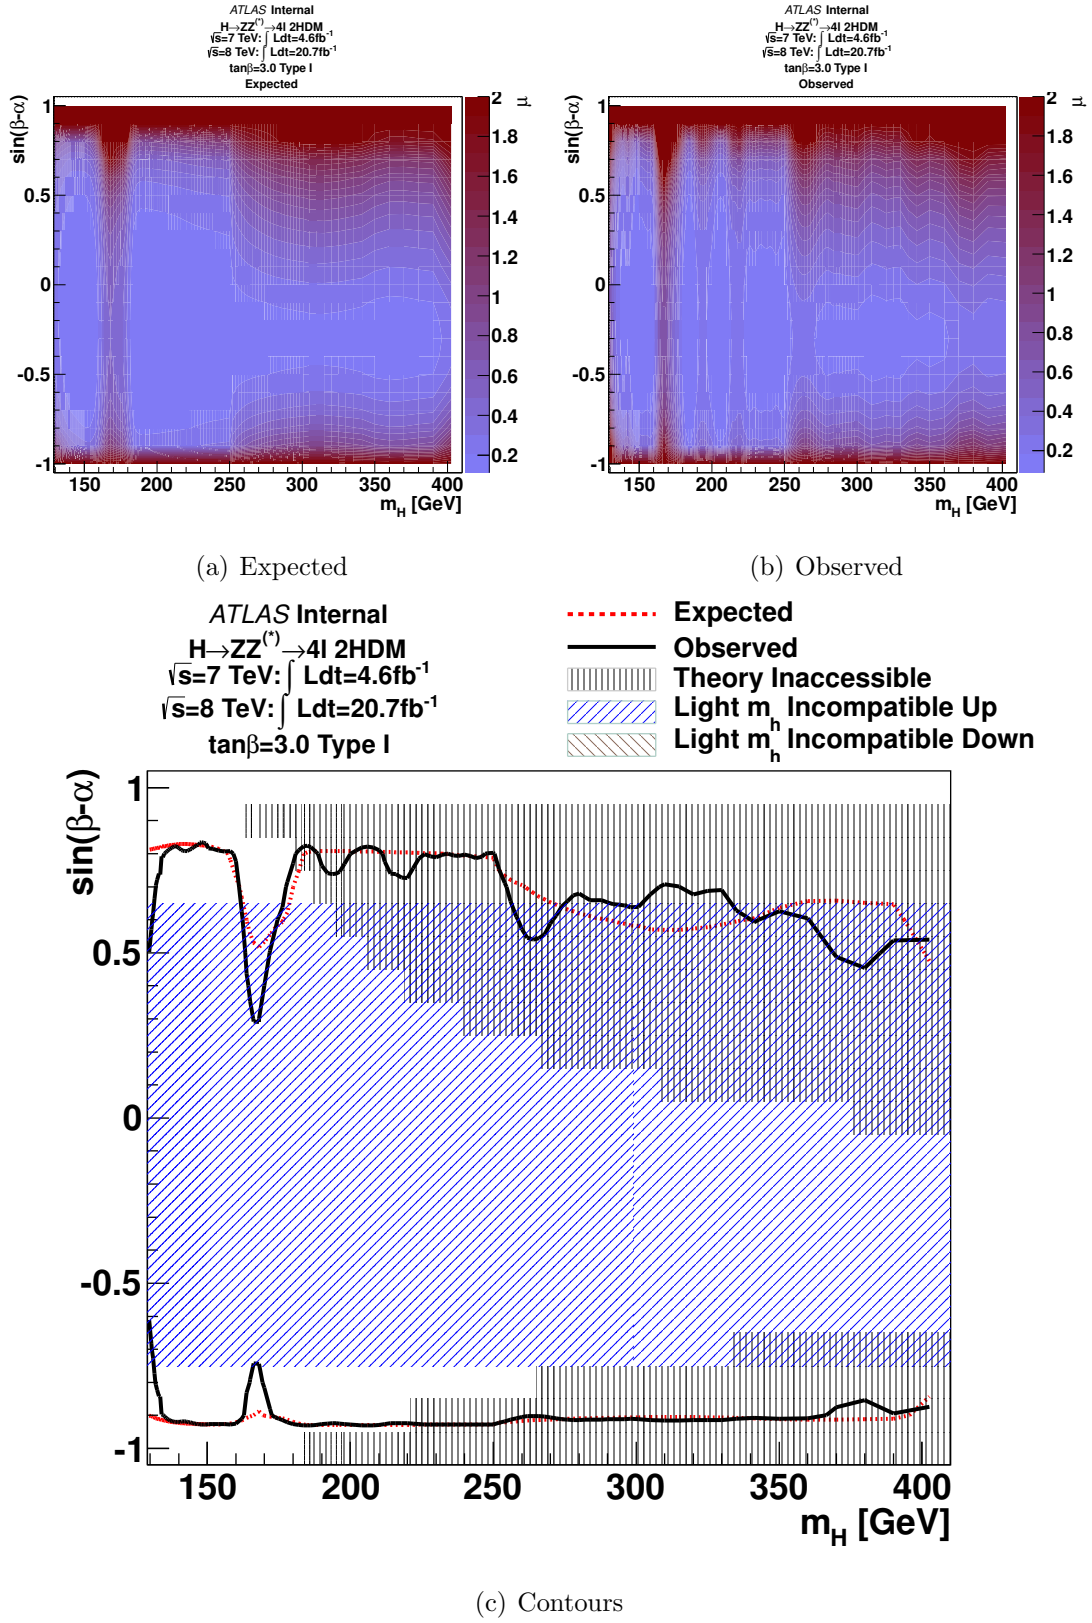 ATLAS Internal
H→ZZ(*)→4l 2HDM
√s=7 TeV:∫ Ldt=4.6fb-1
√s=8 TeV:∫ Ldt=20.7fb-1
tanβ=3.0 Type I
Expected
sin(β-α)
1
0.5
0
-0.5
-1
150 200 250 300 350 400
mH [GeV]
2
1.8
1.6
1.4
1.2
1
0.8
0.6
0.4
0.2
μ
ATLAS Internal
H→ZZ(*)→4l 2HDM
√s=7 TeV:∫ Ldt=4.6fb-1
√s=8 TeV:∫ Ldt=20.7fb-1
tanβ=3.0 Type I
Observed
sin(β-α)
1
0.5
0
-0.5
-1
150 200 250 300 350 400
mH [GeV]
2
1.8
1.6
1.4
1.2
1
0.8
0.6
0.4
0.2
μ
(a) Expected
(b) Observed
ATLAS Internal
H→ZZ(*)→4l 2HDM
√s=7 TeV:∫ Ldt=4.6fb-1
√s=8 TeV:∫ Ldt=20.7fb-1
tanβ=3.0 Type I
Expected
Observed
Theory Inaccessible
Light mh Incompatible Up
Light mh Incompatible Down
sin(β-α)
1
0.5
0
-0.5
-1
150 200 250 300 350 400
mH [GeV]
(c) Contours